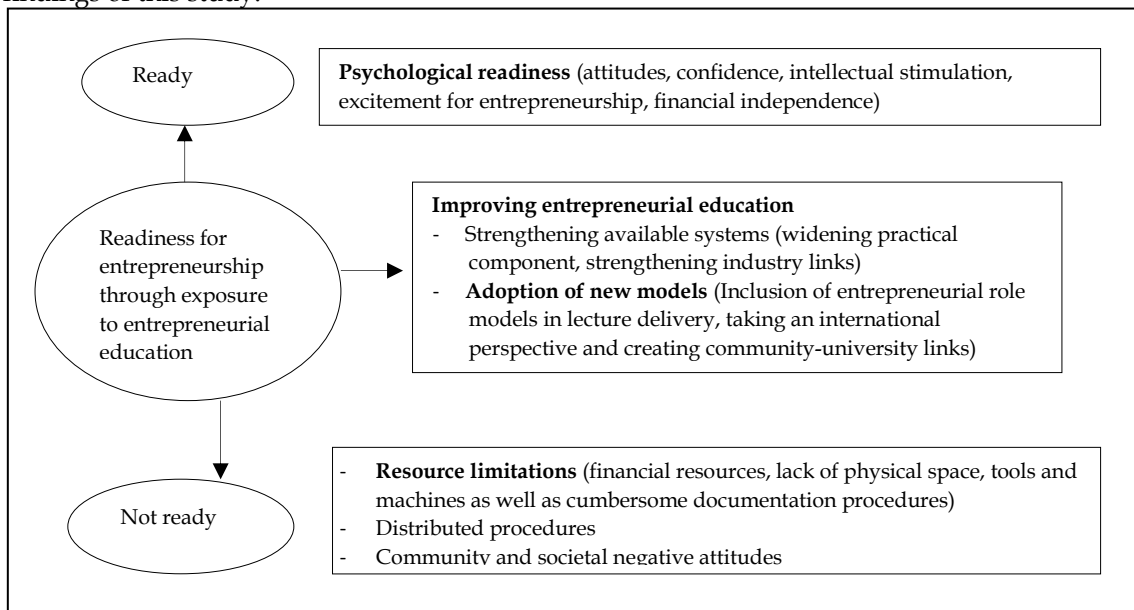 findings of this study.
Ready
Psychological readiness (attitudes, confidence, intellectual stimulation,
excitement for entrepreneurship, financial independence)
Readiness for
entrepreneurship
through exposure
to entrepreneurial
education
Improving entrepreneurial education
- Strengthening available systems (widening practical
component, strengthening industry links)
- Adoption of new models (Inclusion of entrepreneurial role
models in lecture delivery, taking an international
perspective and creating community-university links)
Not ready
- Resource limitations (financial resources, lack of physical space, tools and
machines as well as cumbersome documentation procedures)
- Distributed procedures
- Community and societal negative attitudes